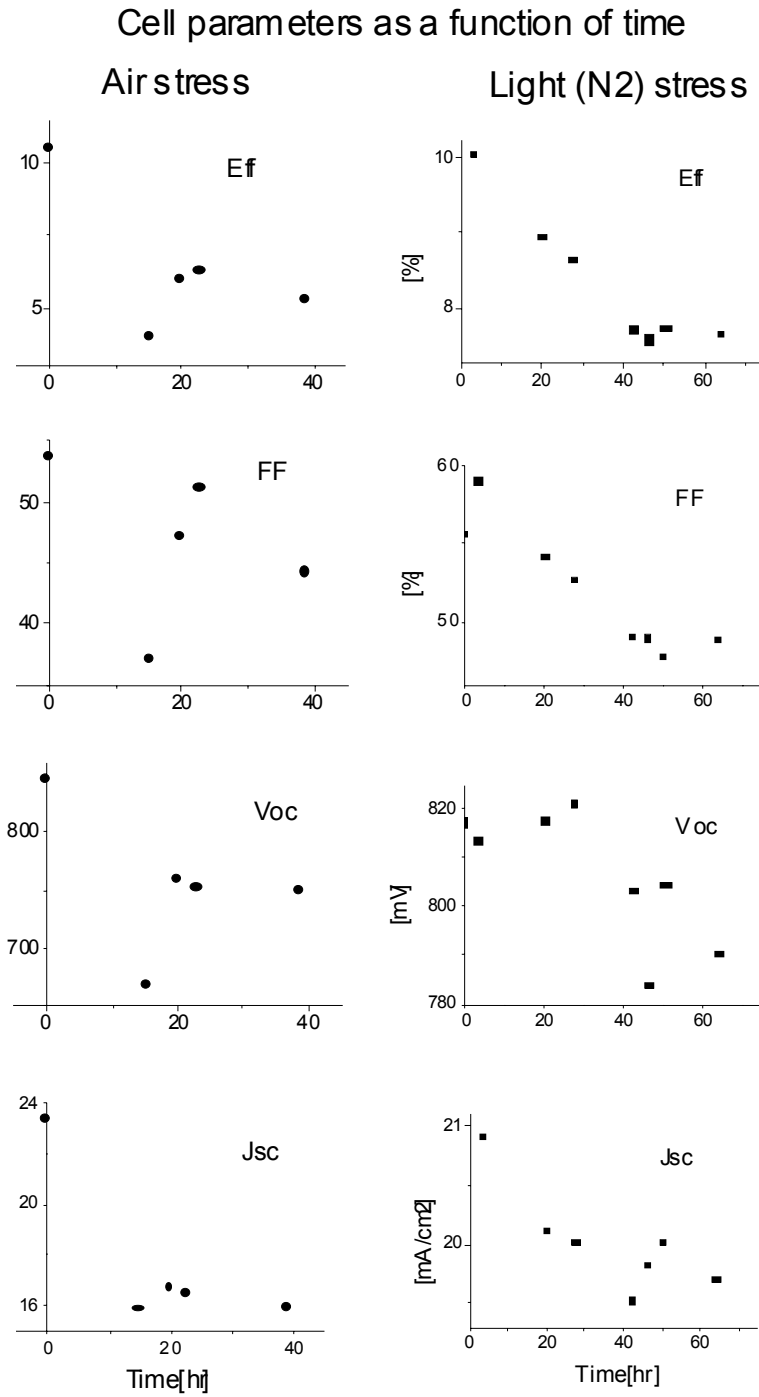 Cell parameters as a function of time
Air stress
Light (N2) stress
Eff
10
5
0 20 40
Eff
[%]
10
8
0 20 40 60
FF
50
40
0 20 40
FF
[%]
60
50
0 20 40 60
Voc
800
700
0 20 40
Voc
[mV]
820
800
780
0 20 40 60
Jsc
24
20
16
0 20 40
Time[hr]
Jsc
[mA/cm2]
21
20
0 20 40 60
Time[hr]